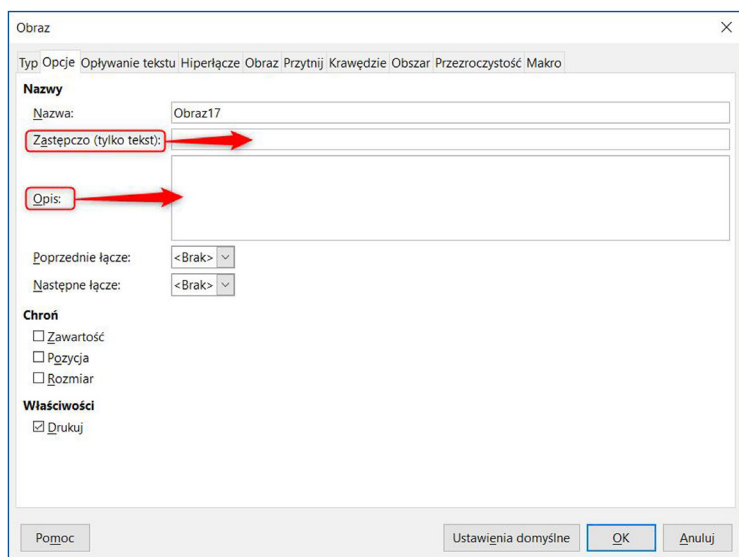 Obraz
Typ Opcje Opływanie tekstu Hiperłącze Obraz Przytnij Krawędzie Obszar Przezroczystość Makro
Nazwy
Nazwa: Obraz17
Zastępczo (tylko tekst):
Opis:
Poprzednie łącze: <Brak>
Następne łącze: <Brak>
Chroń
Zawartość
Pozycja
Rozmiar
Właściwości
Drukuj
Pomoc Ustawienia domyślne OK Anuluj